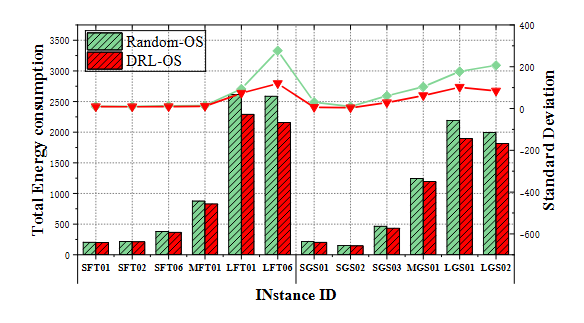 Random-OS
DRL-OS
Total Energy consumption
3500
3000
2500
2000
1500
1000
500
0
400
200
0
-200
-400
-600
Standard Deviation
SFT01 SFT02 SFT06 MFT01 LFT01 LFT06 SGS01 SGS02 SGS03 MGS01 LGS01 LGS02
INstance ID